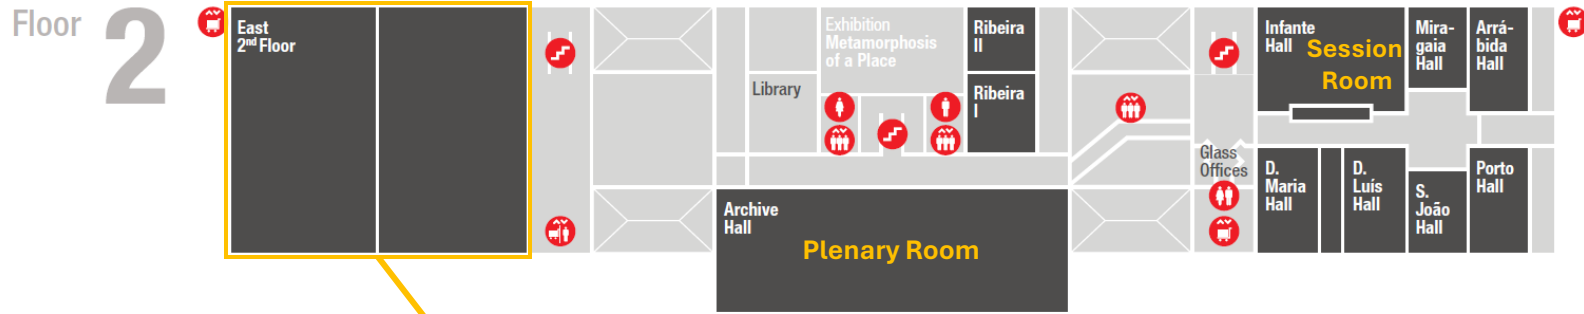 Floor 2
East
2nd Floor
Library
Exhibition
Metamorphosis
of a Place
Ribeira
II
Ribeira
I
Archive
Hall
Plenary Room
Glass
Offices
Infante
Hall
Session
Room
Mira-
gaia
Hall
Arrá-
bida
Hall
D.
Maria
Hall
D.
Luís
Hall
S.
João
Hall
Porto
Hall